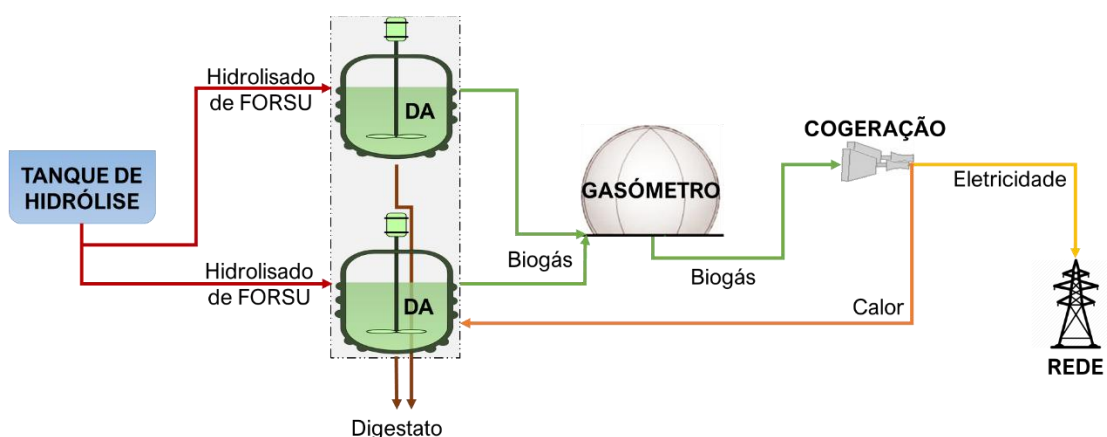 Hidrolisado
de FORSU
DA
COGERAÇÃO
TANQUE DE
HIDRÓLISE
GASÓMETRO
Eletricidade
Hidrolisado
de FORSU
DA
Biogás
Biogás
Calor
REDE
Digestato